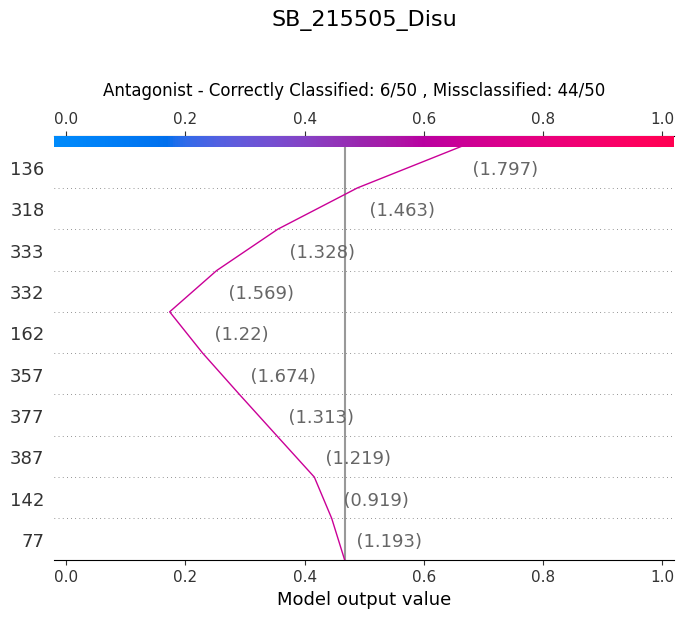 SB_215505_Disu
Antagonist - Correctly Classified: 6/50 , Missclassified: 44/50
0.0 0.2 0.4 0.6 0.8 1.0
136 (1.797)
318 (1.463)
333 (1.328)
332 (1.569)
162 (1.22)
357 (1.674)
377 (1.313)
387 (1.219)
142 (0.919)
77 (1.193)
0.0 0.2 0.4 0.6 0.8 1.0
Model output value